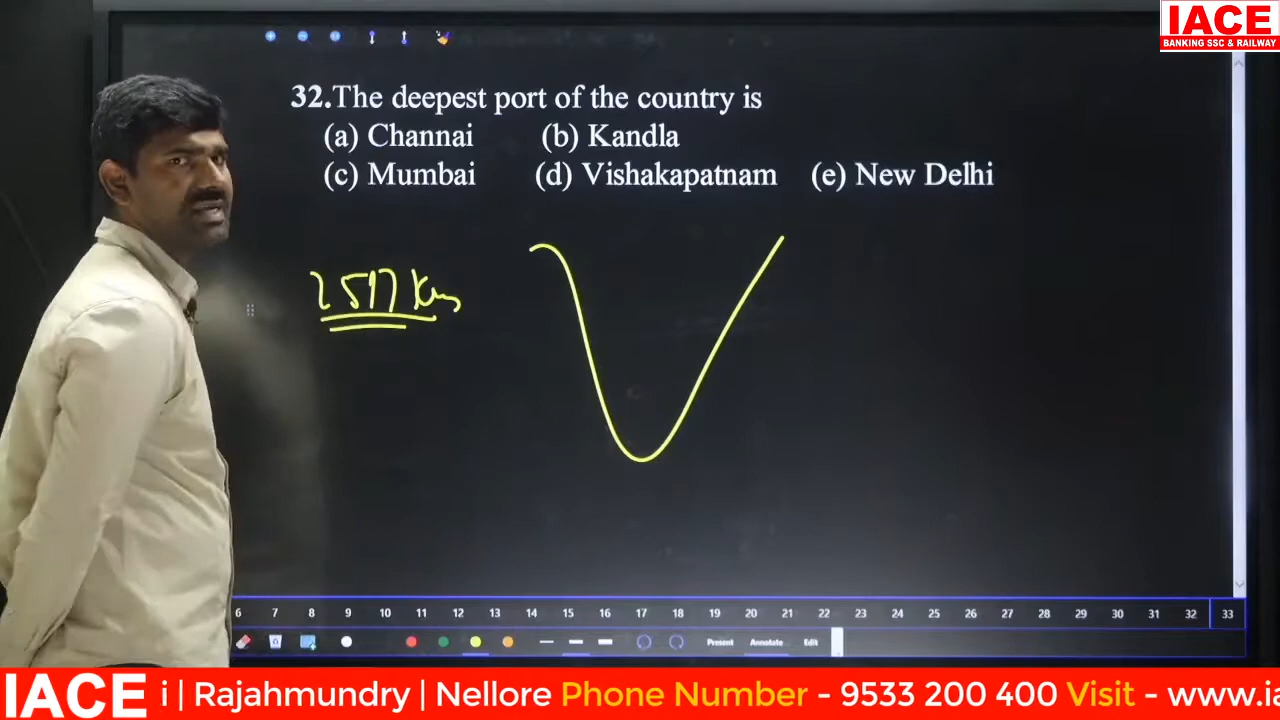 IACE
BANKING SSC & RAILWAY
32.The deepest port of the country is
(a) Channai (b) Kandla
(c) Mumbai (d) Vishakapatnam (e) New Delhi
Kms
6 7 8 9 10 11 12 13 14 15 16 17 18 19 20 21 22 23 24 25 26 27 28 29 30 31 32 33
Present Annotate Edit
IACE i | Rajahmundry | Nellore Phone Number - 9533 200 400 Visit - www.ia